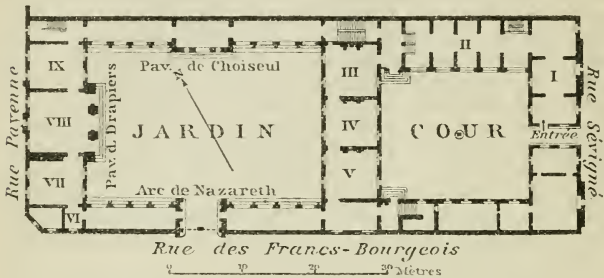 II
IX
Pav. de Choiseul
III
I
Rue Pavenne
VIII
Pav. d. Drapiers
N
JARDIN
IV
COUR
Entrée
Rue Sévigné
VII
Arc de Nazareth
V
VI
Rue des Francs-Bourgeois
0 10 20 30 Mètres